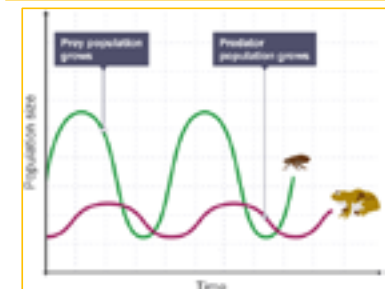 Prey population
grows
Predator
population grows
Population size
Time